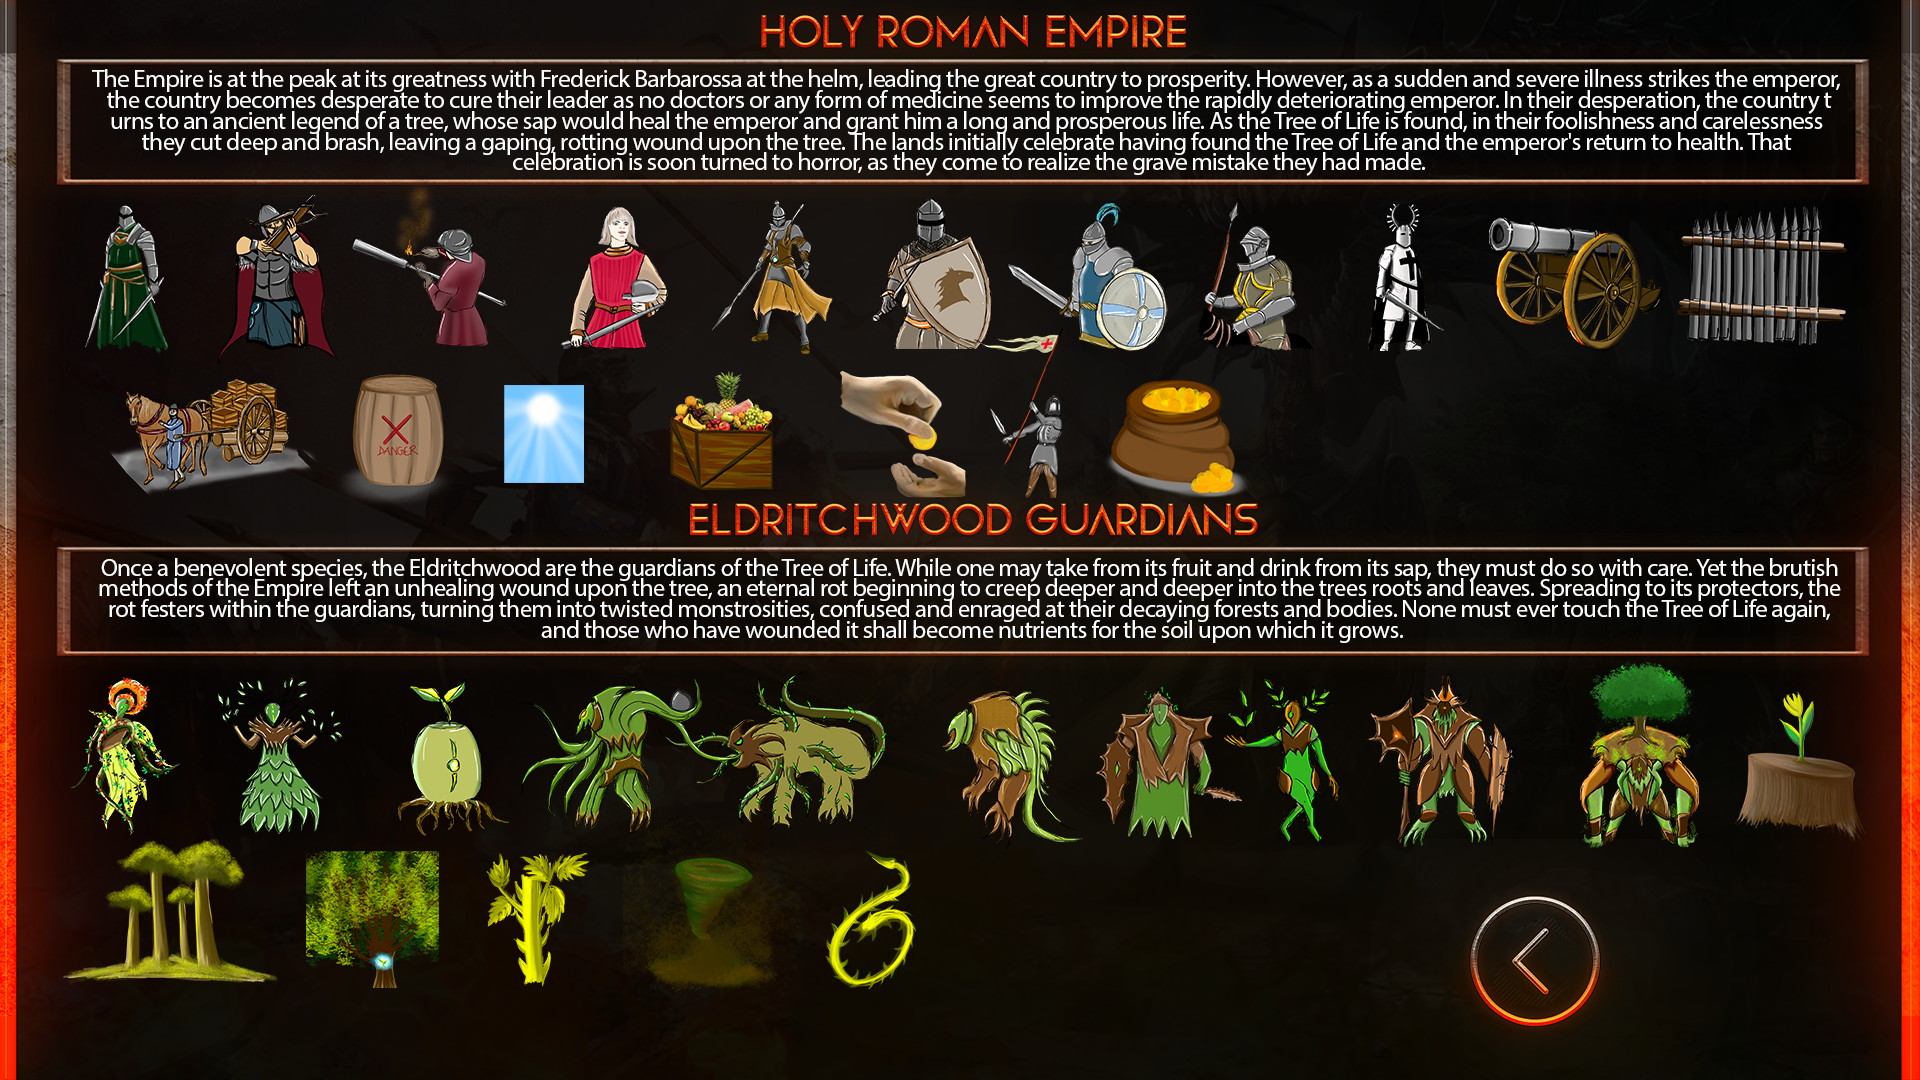 HOLY ROMAN EMPIRE
The Empire is at the peak at its greatness with Frederick Barbarossa at the helm, leading the great country to prosperity. However, as a sudden and severe illness strikes the emperor,
the country becomes desperate to cure their leader as no doctors or any form of medicine seems to improve the rapidly deteriorating emperor. In their desperation, the country t
urns to an ancient legend of a tree, whose sap would heal the emperor and grant him a long and prosperous life. As the Tree of Life is found, in their foolishness and carelessness
they cut deep and brash, leaving a gaping, rotting wound upon the tree. The lands initially celebrate having found the Tree of Life and the emperor's return to health. That
celebration is soon turned to horror, as they come to realize the grave mistake they had made.
DANGER
ELDRITCHWOOD GUARDIANS
Once a benevolent species, the Eldritchwood are the guardians of the Tree of Life. While one may take from its fruit and drink from its sap, they must do so with care. Yet the brutish
methods of the Empire left an unhealing wound upon the tree, an eternal rot beginning to creep deeper and deeper into the trees roots and leaves. Spreading to its protectors, the
rot festers within the guardians, turning them into twisted monstrosities, confused and enraged at their decaying forests and bodies. None must ever touch the Tree of Life again,
and those who have wounded it shall become nutrients for the soil upon which it grows.